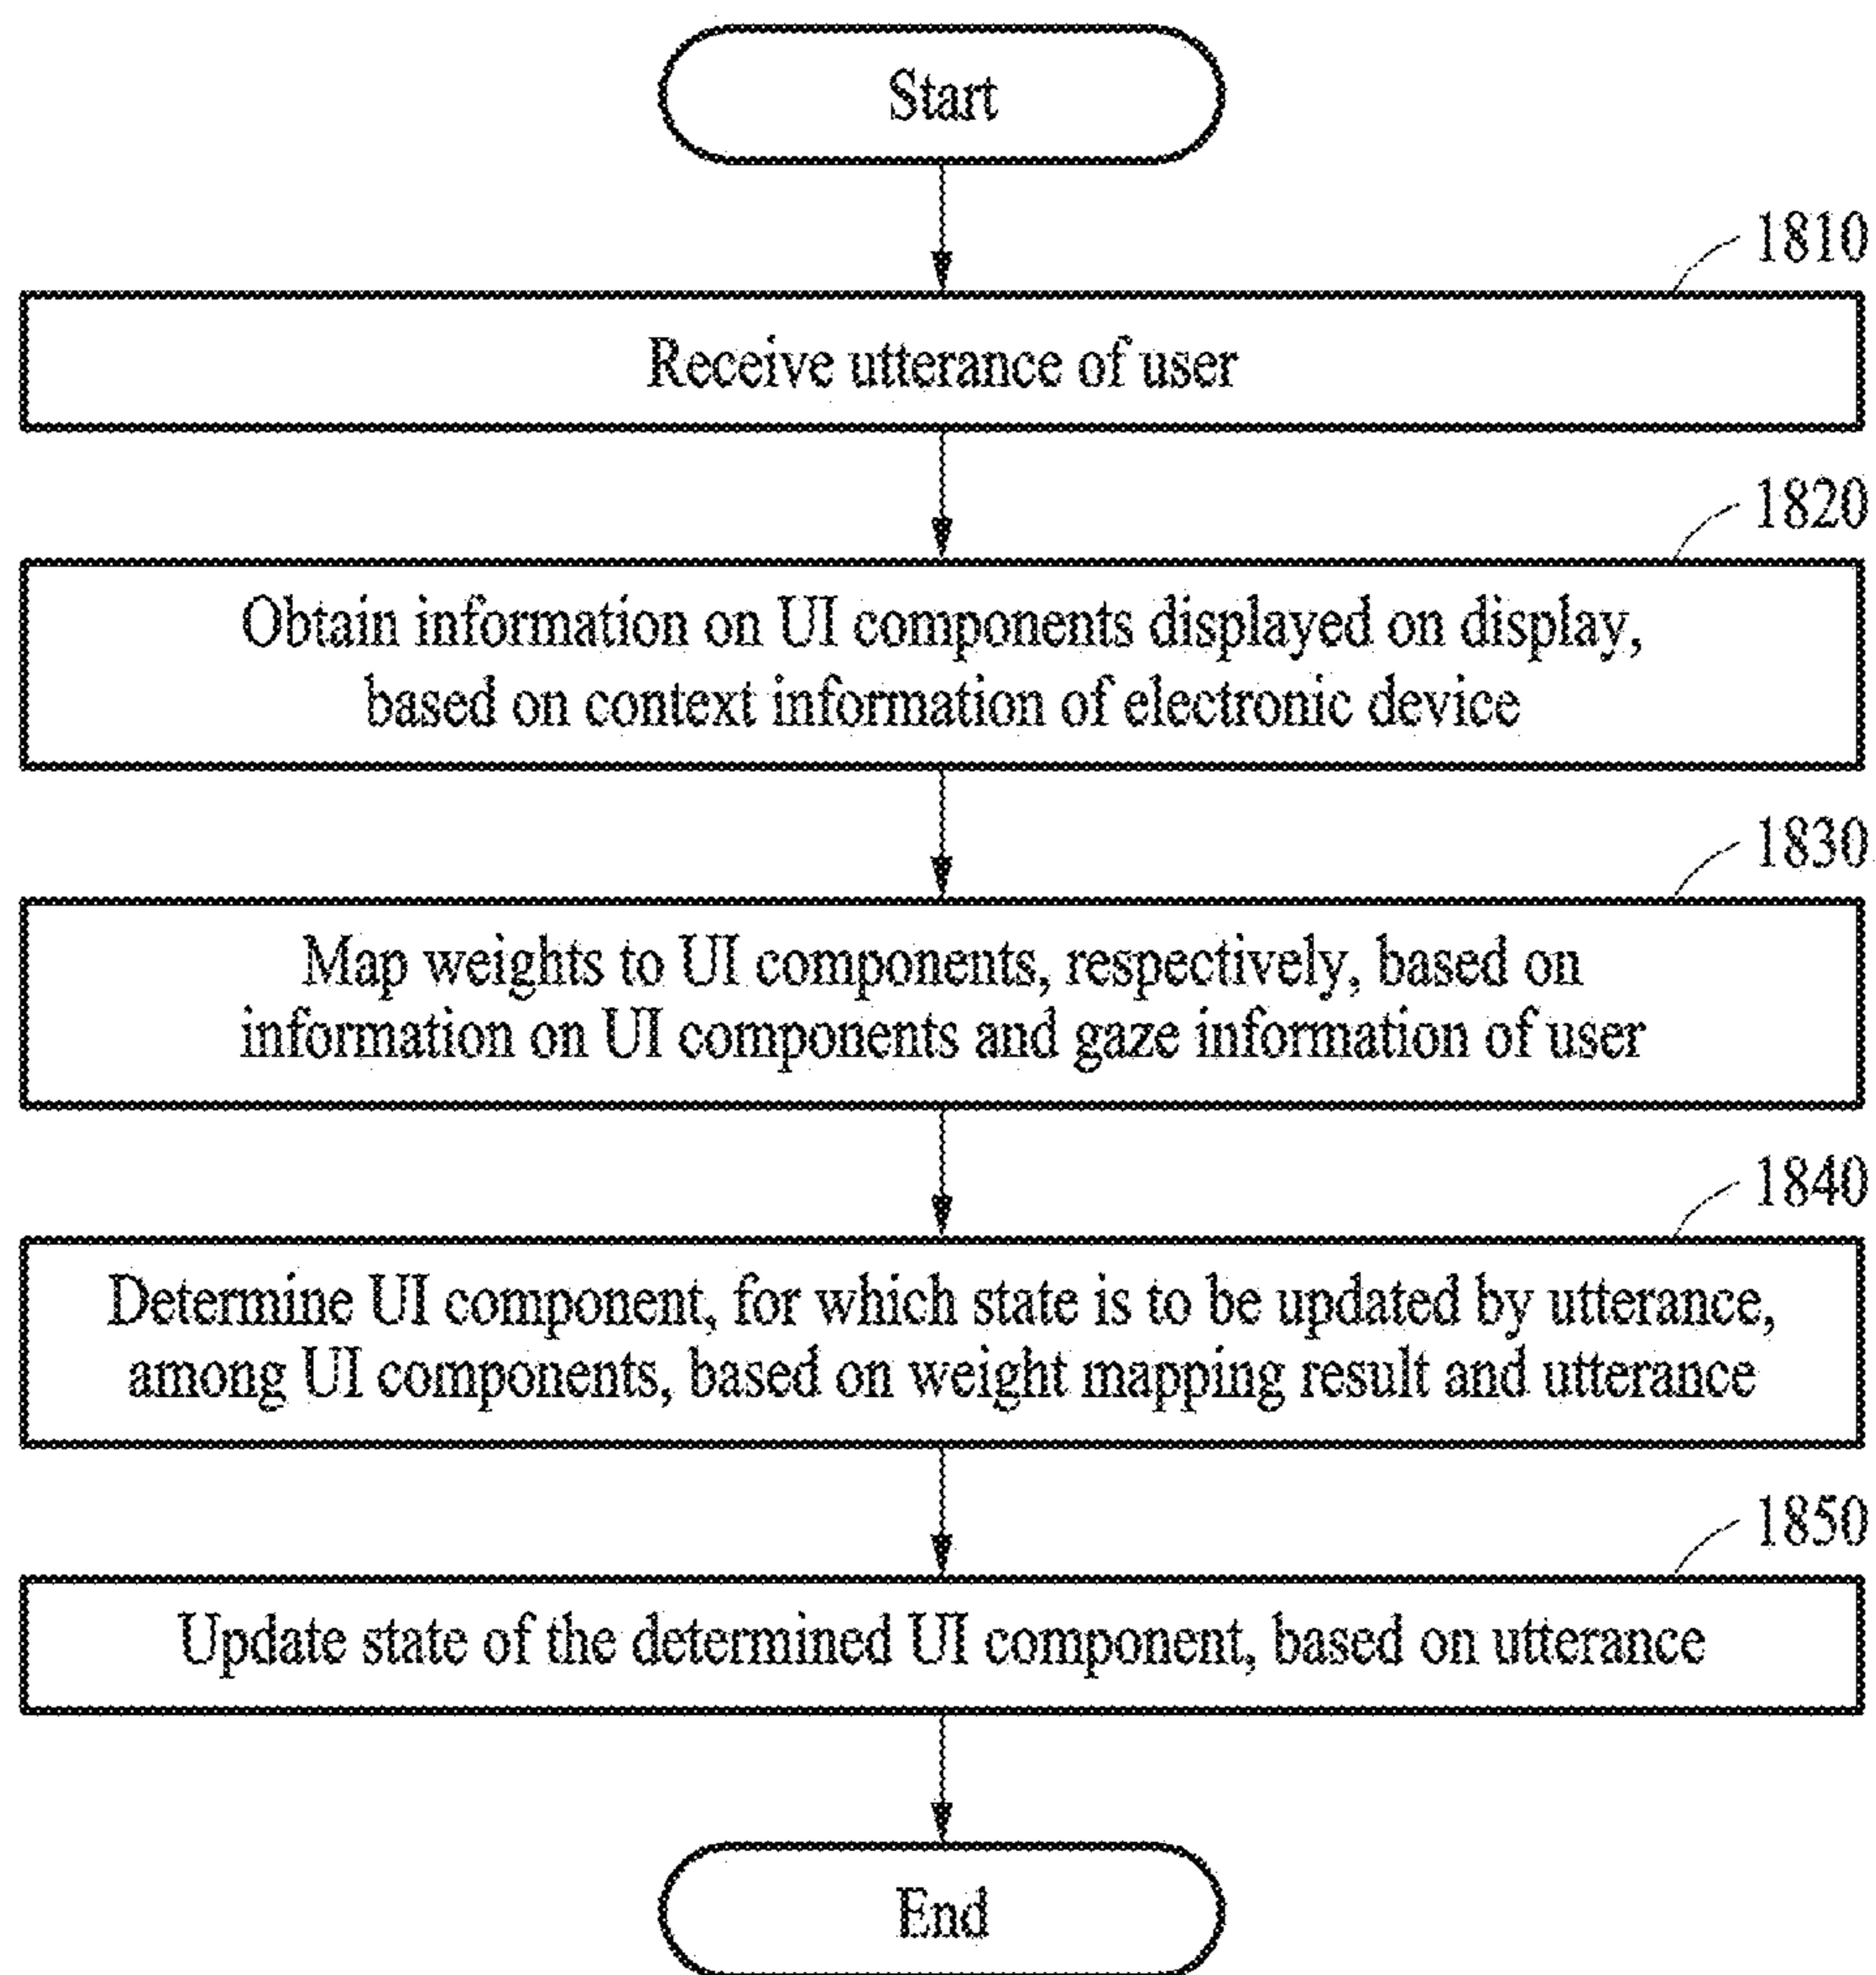 Start
1810
Receive utterance of user
1820
Obtain information on UI components displayed on display,
based on context information of electronic device
1830
Map weights to UI components, respectively, based on
information on UI components and gaze information of user
1840
Determine UI component, for which state is to be updated by utterance,
among UI components, based on weight mapping result and utterance
1850
Update state of the determined UI component, based on utterance
End